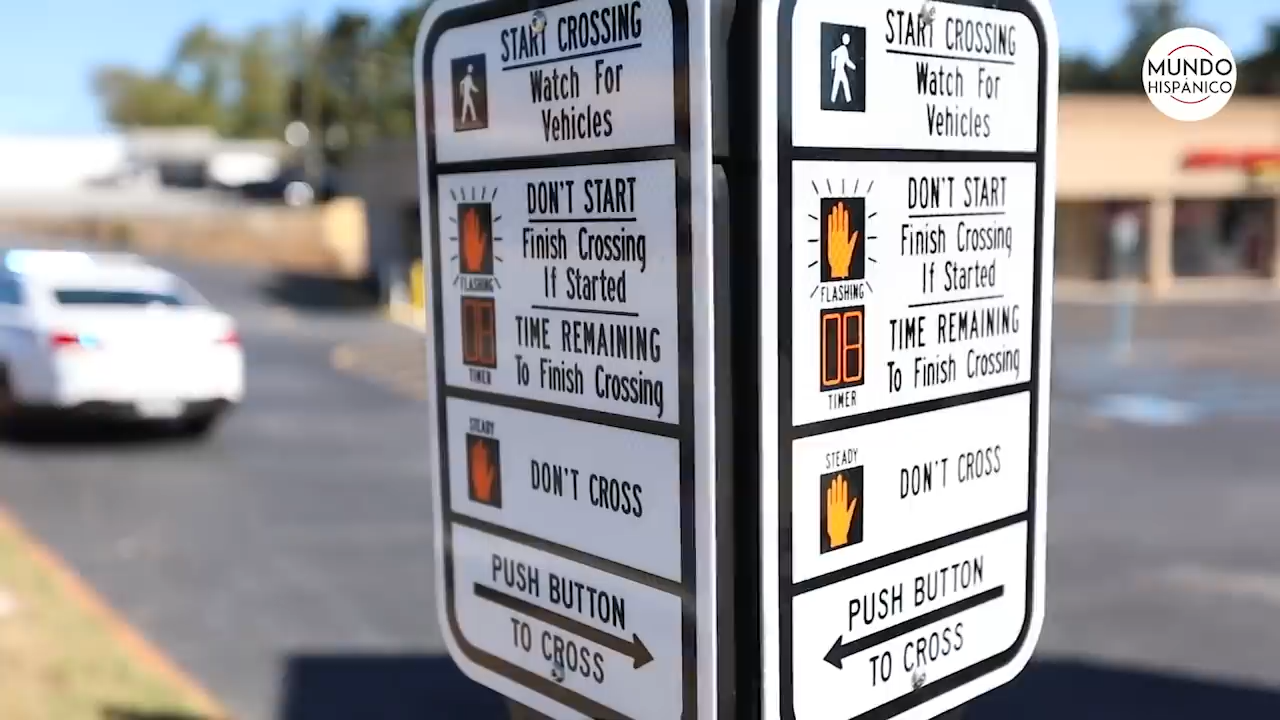 START CROSSING
Watch For
Vehicles
DON'T START
Finish Crossing
If Started
FLASHING
TIME REMAINING
To Finish Crossing
TIMER
STEADY
DON'T CROSS
PUSH BUTTON
TO CROSS
START CROSSING
Watch For
Vehicles
DON'T START
Finish Crossing
If Started
FLASHING
08
TIME REMAINING
To Finish Crossing
TIMER
STEADY
DON'T CROSS
PUSH BUTTON
TO CROSS
MUNDO
HISPÁNICO